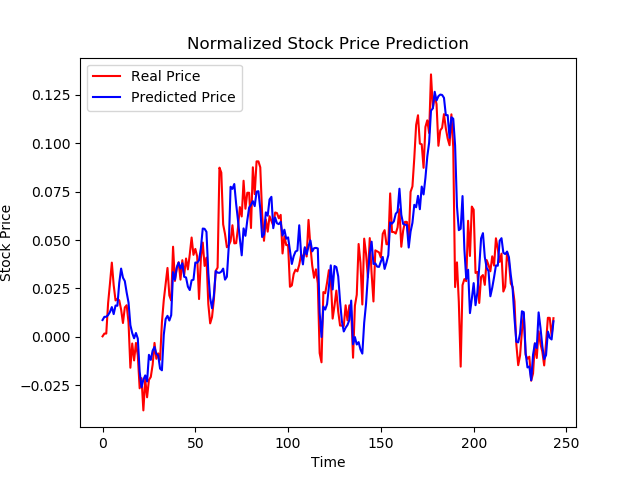 Normalized Stock Price Prediction
Real Price
Predicted Price
Stock Price
0.125
0.100
0.075
0.050
0.025
0.000
−0.025
0 50 100 150 200 250
Time